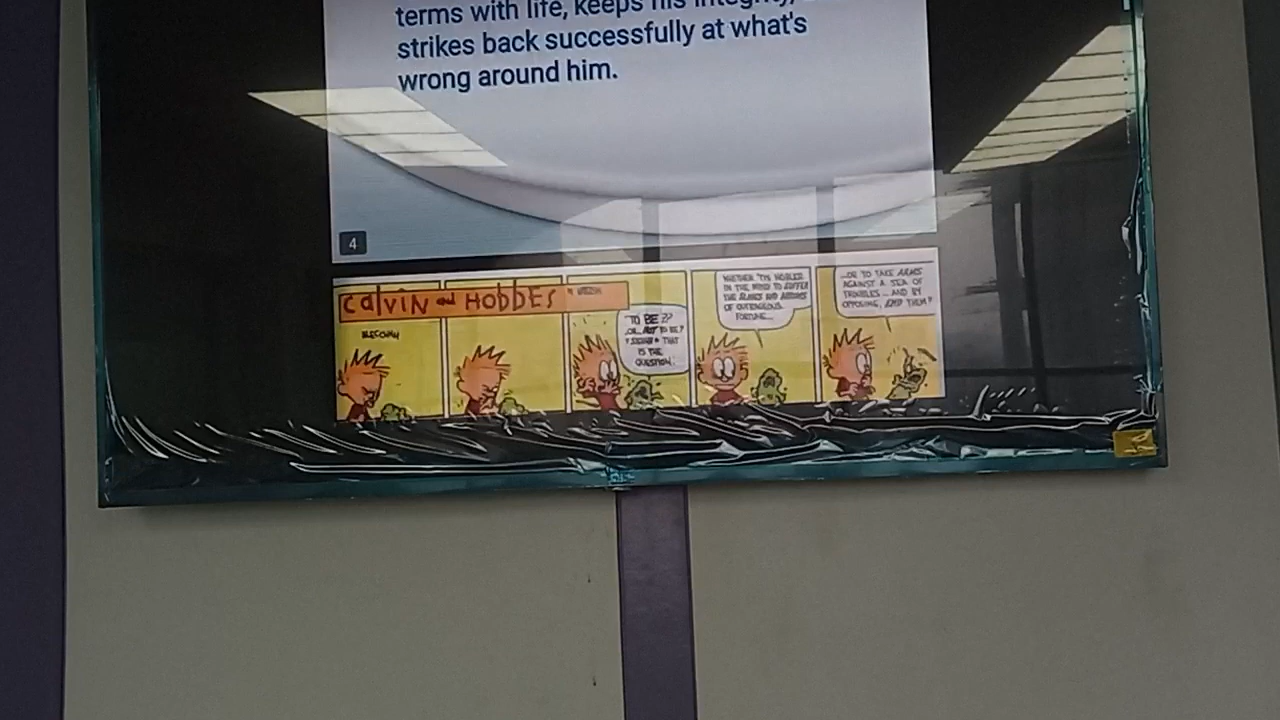 terms with life, keeps his integrity,
strikes back successfully at what's
wrong around him.
4
CALVIN and HOBBES
TO BE??
OR... NOT TO BE?
THAT
IS THE
QUESTION.
WHETHER 'TIS NOBLER
IN THE MIND TO SUFFER
THE SLINGS AND ARROWS
OF OUTRAGEOUS
FORTUNE...
...OR TO TAKE ARMS
AGAINST A SEA OF
TROUBLES... AND BY
OPPOSING, END THEM?